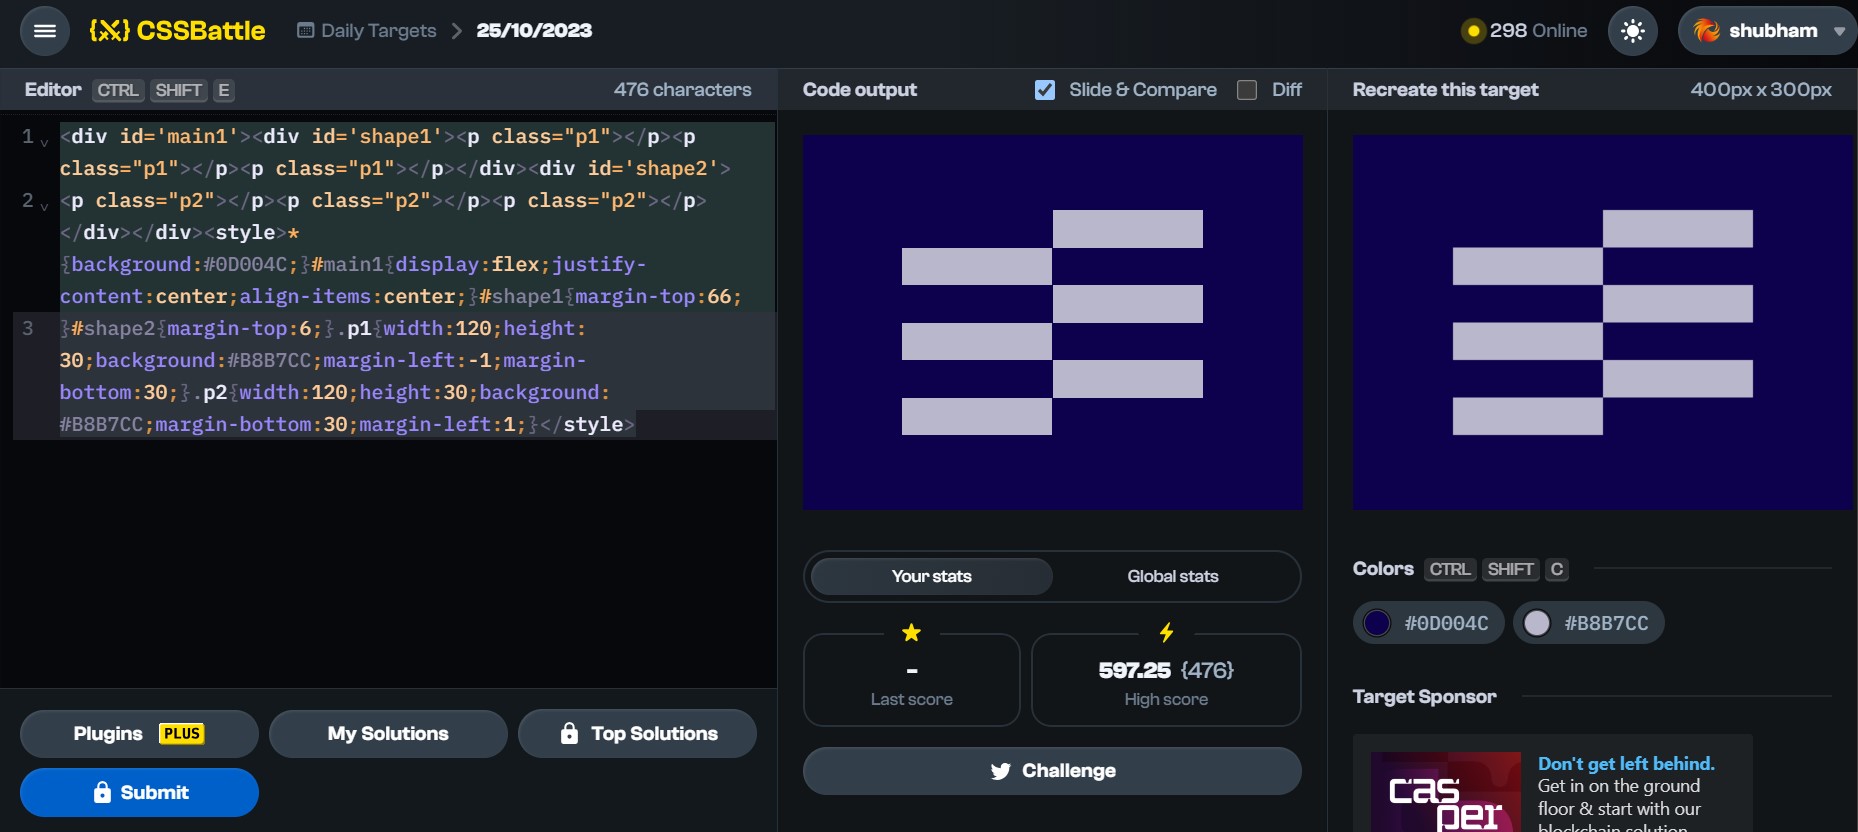 {X} CSSBattle
Daily Targets
25/10/2023
298 Online
shubham
Editor CTRL SHIFT E
476 characters
Code output
Slide & Compare
Diff
Recreate this target
400px x 300px
1 <div id='main1'><div id='shape1'><p class="p1"></p><p
class="p1"></p><p class="p1"></p></div><div id='shape2'>
2 <p class="p2"></p><p class="p2"></p><p class="p2"></p>
</div></div><style>*
{background:#0D004C;}#main1{display:flex;justify-
content:center;align-items:center;}#shape1{margin-top:66;
3 }#shape2{margin-top:6;}.p1{width:120;height:
30;background:#B8B7CC;margin-left:-1;margin-
bottom:30;}.p2{width:120;height:30;background:
#B8B7CC;margin-bottom:30;margin-left:1;}</style>
Your stats
Global stats
-
Last score
597.25 {476}
High score
Challenge
Colors CTRL SHIFT C
#0D004C
#B8B7CC
Target Sponsor
cas
per
Don't get left behind.
Get in on the ground
floor & start with our
blockchain solution
Plugins PLUS
My Solutions
Top Solutions
Submit